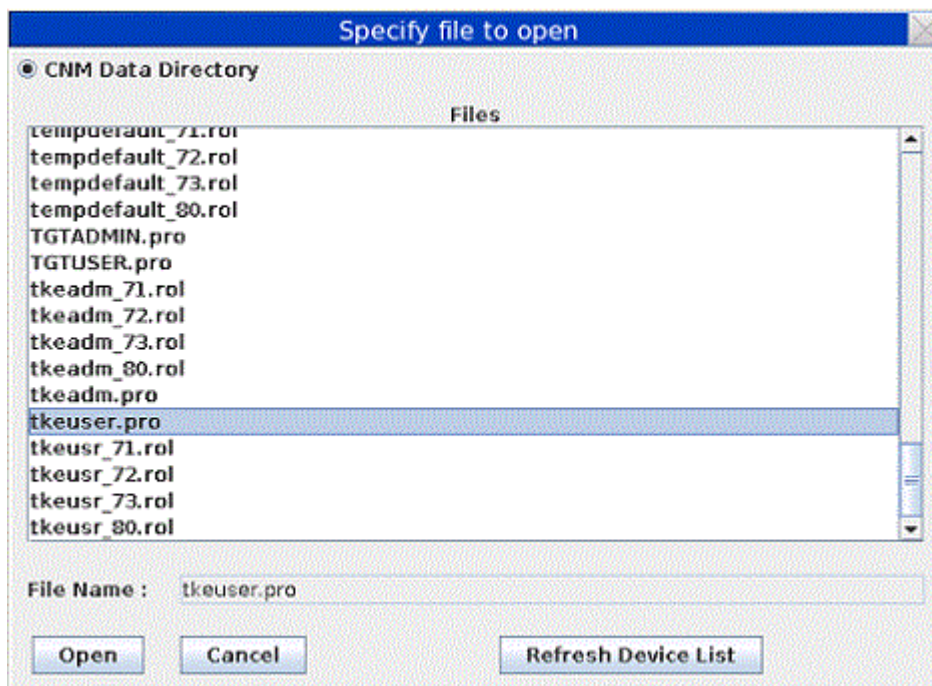 Specify file to open
CNM Data Directory
Files
tempdefault_71.rol
tempdefault_72.rol
tempdefault_73.rol
tempdefault_80.rol
TGTADMIN.pro
TGTUSER.pro
tkeadm_71.rol
tkeadm_72.rol
tkeadm_73.rol
tkeadm_80.rol
tkeadm.pro
tkeuser.pro
tkeusr_71.rol
tkeusr_72.rol
tkeusr_73.rol
tkeusr_80.rol
File Name : tkeuser.pro
Open Cancel Refresh Device List